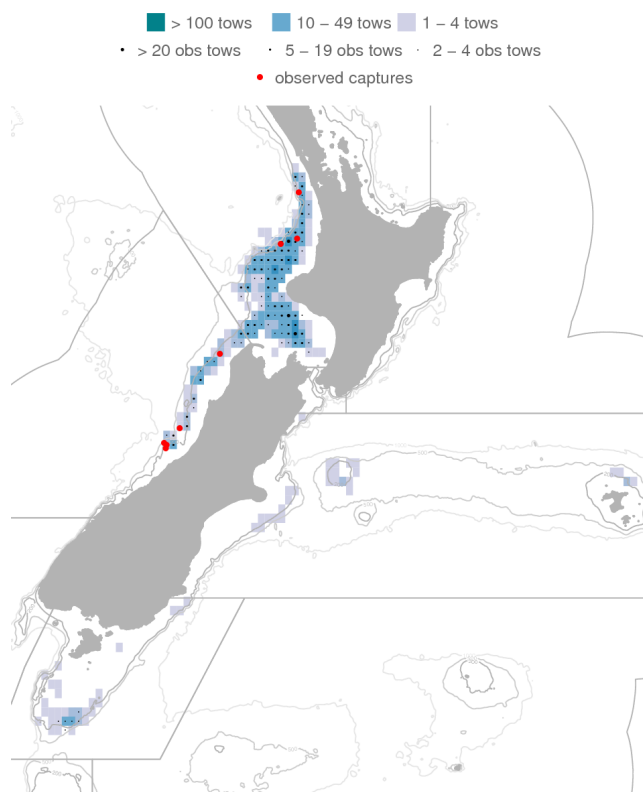 > 100 tows 10 – 49 tows 1 – 4 tows
> 20 obs tows 5 – 19 obs tows 2 – 4 obs tows
observed captures